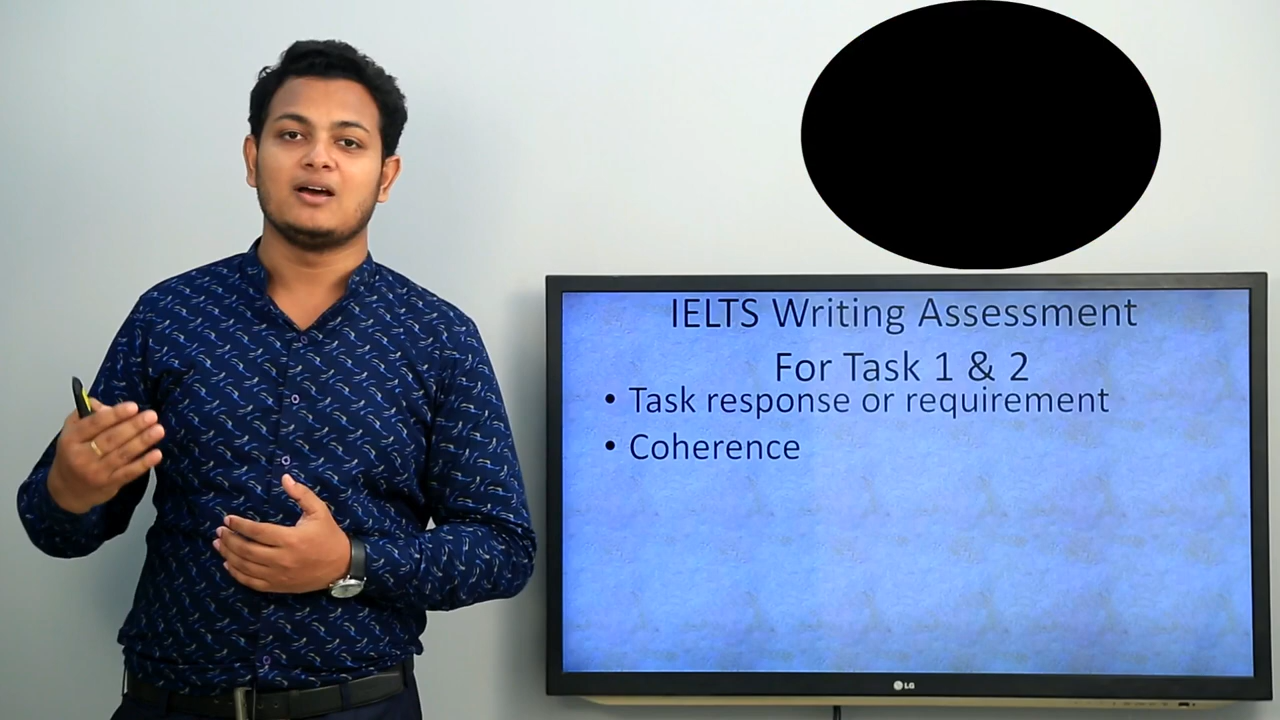 IELTS Writing Assessment
For Task 1 & 2
• Task response or requirement
• Coherence
LG